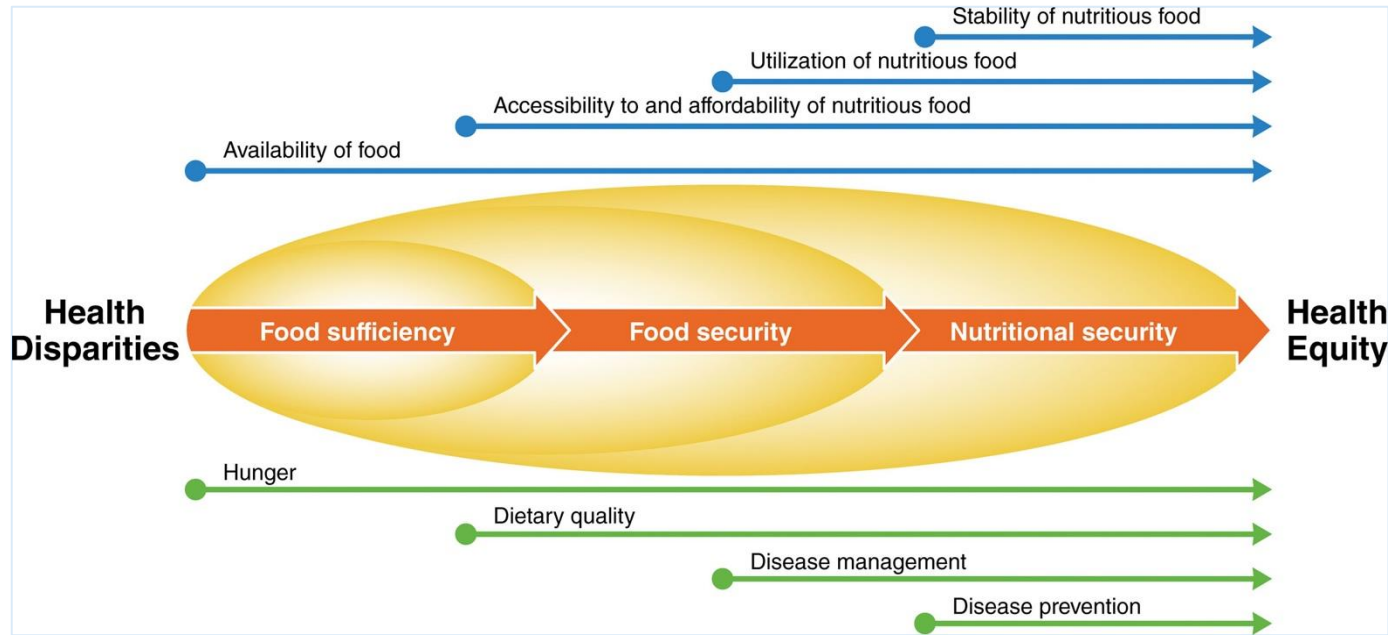 Stability of nutritious food
Utilization of nutritious food
Accessibility to and affordability of nutritious food
Availability of food
Health
Disparities
Food sufficiency
Food security
Nutritional security
Health
Equity
Hunger
Dietary quality
Disease management
Disease prevention